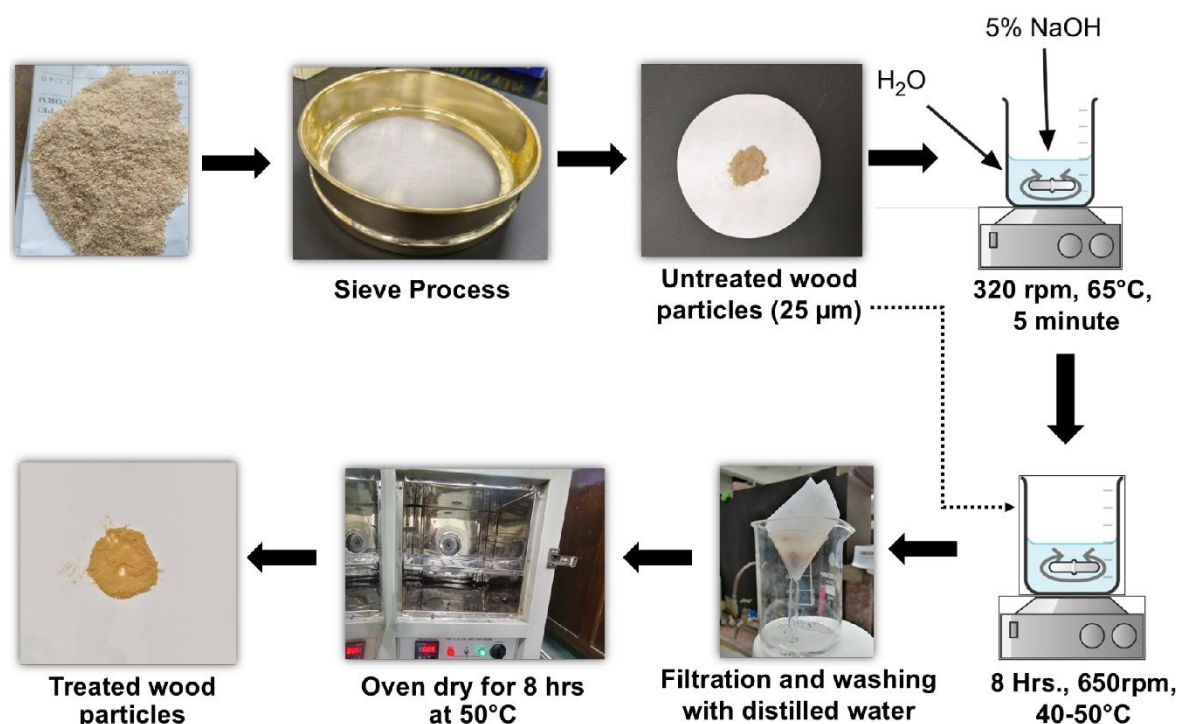 5% NaOH
H₂O
Sieve Process
Untreated wood
particles (25 µm)
320 rpm, 65°C,
5 minute
Treated wood
particles
Oven dry for 8 hrs
at 50°C
Filtration and washing
with distilled water
8 Hrs., 650rpm,
40-50°C